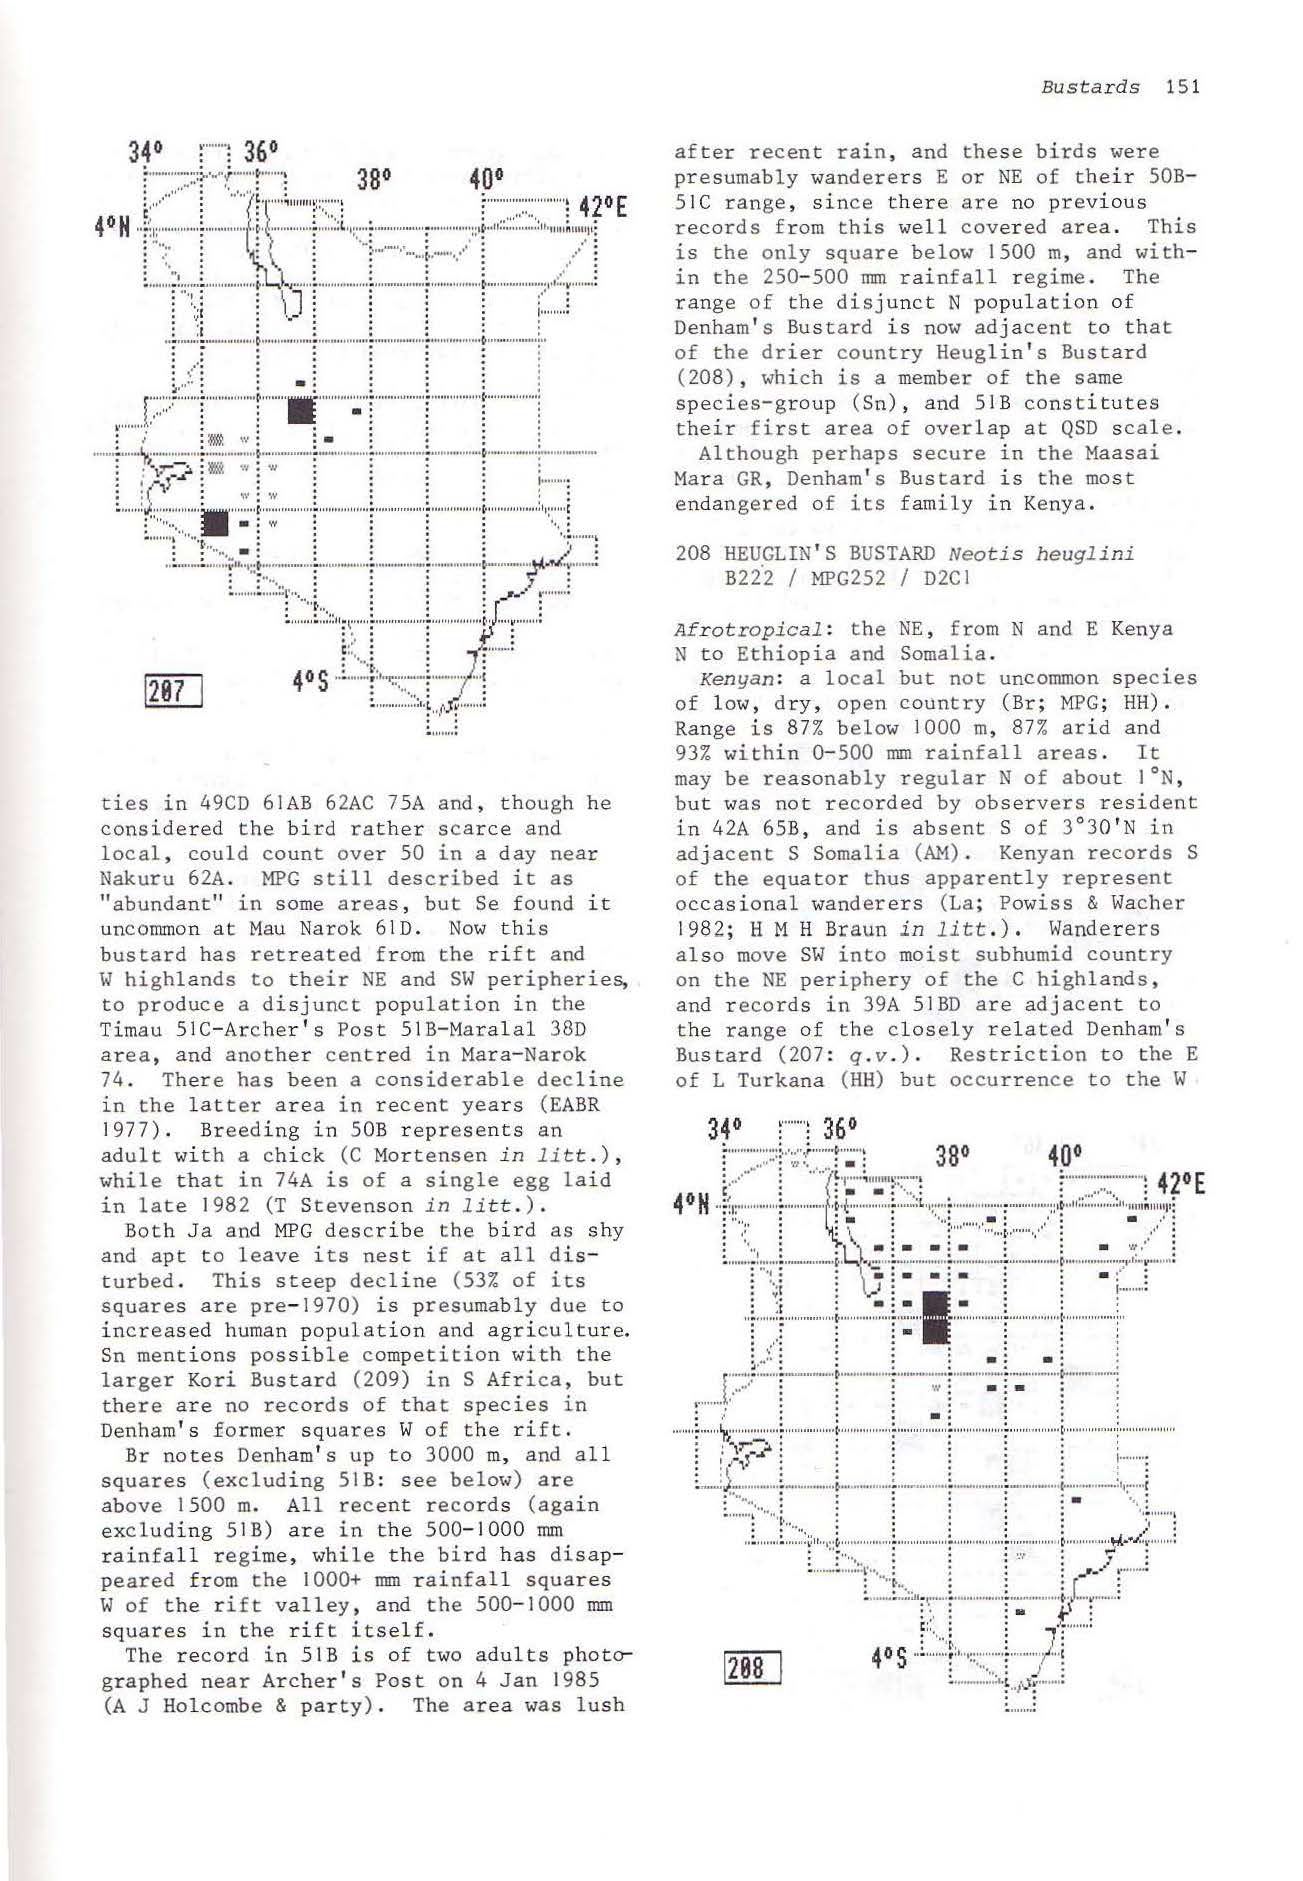 Bustards 151
34° 36°
38° 40°
42°E
4°N
4°S
207
ties in 49CD 61AB 62AC 75A and, though he
considered the bird rather scarce and
local, could count over 50 in a day near
Nakuru 62A. MPG still described it as
"abundant" in some areas, but Se found it
uncommon at Mau Narok 61D. Now this
bustard has retreated from the rift and
W highlands to their NE and SW peripheries,
to produce a disjunct population in the
Timau 51C-Archer's Post 51B-Maralal 38D
area, and another centred in Mara-Narok
74. There has been a considerable decline
in the latter area in recent years (EABR
1977). Breeding in 50B represents an
adult with a chick (C Mortensen in litt.),
while that in 74A is of a single egg laid
in late 1982 (T Stevenson in litt.).
Both Ja and MPG describe the bird as shy
and apt to leave its nest if at all dis-
turbed. This steep decline (53% of its
squares are pre-1970) is presumably due to
increased human population and agriculture.
Sn mentions possible competition with the
larger Kori Bustard (209) in S Africa, but
there are no records of that species in
Denham's former squares W of the rift.
Br notes Denham's up to 3000 m, and all
squares (excluding 51B: see below) are
above 1500 m. All recent records (again
excluding 51B) are in the 500-1000 mm
rainfall regime, while the bird has disap-
peared from the 1000+ mm rainfall squares
W of the rift valley, and the 500-1000 mm
squares in the rift itself.
The record in 51B is of two adults photo-
graphed near Archer's Post on 4 Jan 1985
(A J Holcombe & party). The area was lush
after recent rain, and these birds were
presumably wanderers E or NE of their 50B-
51C range, since there are no previous
records from this well covered area. This
is the only square below 1500 m, and with-
in the 250-500 mm rainfall regime. The
range of the disjunct N population of
Denham's Bustard is now adjacent to that
of the drier country Heuglin's Bustard
(208), which is a member of the same
species-group (Sn), and 51B constitutes
their first area of overlap at QSD scale.
Although perhaps secure in the Maasai
Mara GR, Denham's Bustard is the most
endangered of its family in Kenya.
208 HEUGLIN'S BUSTARD Neotis heuglini
B222 / MPG252 / D2C1
Afrotropical: the NE, from N and E Kenya
N to Ethiopia and Somalia.
Kenyan: a local but not uncommon species
of low, dry, open country (Br; MPG; HH).
Range is 87% below 1000 m, 87% arid and
93% within 0-500 mm rainfall areas. It
may be reasonably regular N of about 1°N,
but was not recorded by observers resident
in 42A 65B, and is absent S of 3°30'N in
adjacent S Somalia (AM). Kenyan records S
of the equator thus apparently represent
occasional wanderers (La; Powiss & Wacher
1982; H M H Braun in litt.). Wanderers
also move SW into moist subhumid country
on the NE periphery of the C highlands,
and records in 39A 51BD are adjacent to
the range of the closely related Denham's
Bustard (207: q.v.). Restriction to the E
of L Turkana (HH) but occurrence to the W
34° 36°
38° 40°
42°E
4°N
4°S
208